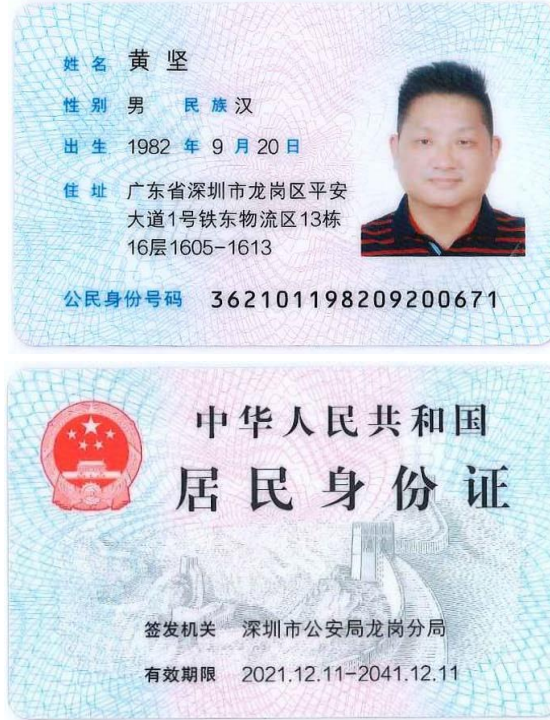 姓名 黄坚
性别 男 民族 汉
出生 1982 年 9 月 20 日
住址 广东省深圳市龙岗区平安
大道1号铁东物流区13栋
16层1605-1613
公民身份号码 362101198209200671
中华人民共和国
居民身份证
签发机关 深圳市公安局龙岗分局
有效期限 2021.12.11-2041.12.11